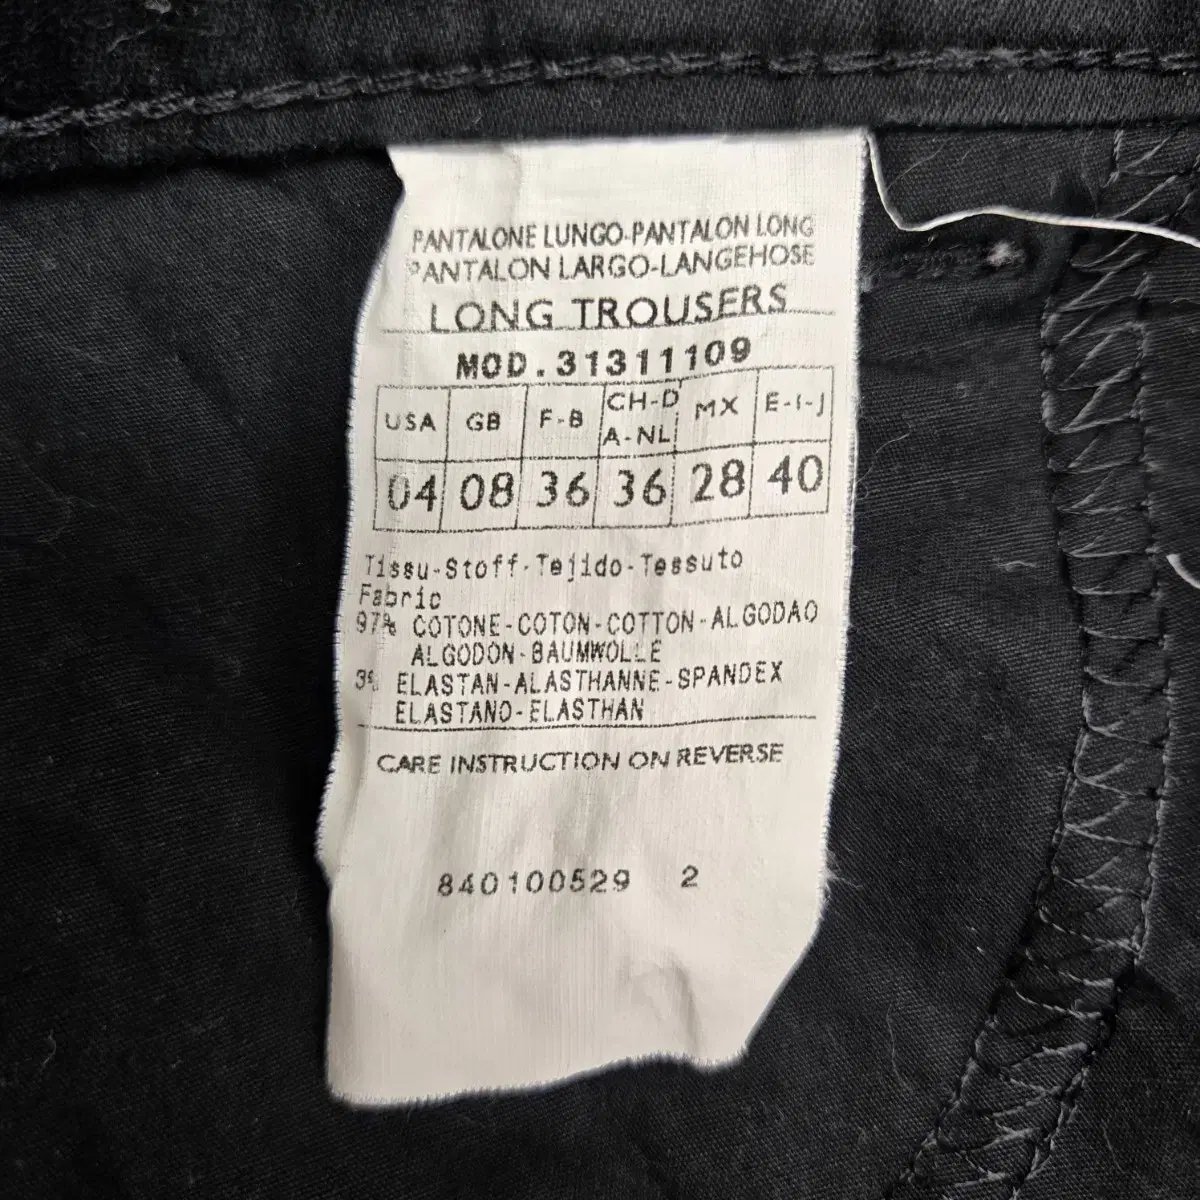 PANTALONE LUNGO-PANTALON LONG
PANTALON LARGO-LANGEHOSE
LONG TROUSERS
MOD.31311109
USA GB F-B CH-D A-NL MX E-I-J
04 08 36 36 28 40
Tissu-Stoff-Tejido-Tessuto
Fabric
97% COTONE-COTON-COTTON-ALGODAO
ALGODON-BAUMWOLLE
3% ELASTAN-ALASTHANNE-SPANDEX
ELASTANO-ELASTHAN
CARE INSTRUCTION ON REVERSE
840100529 2